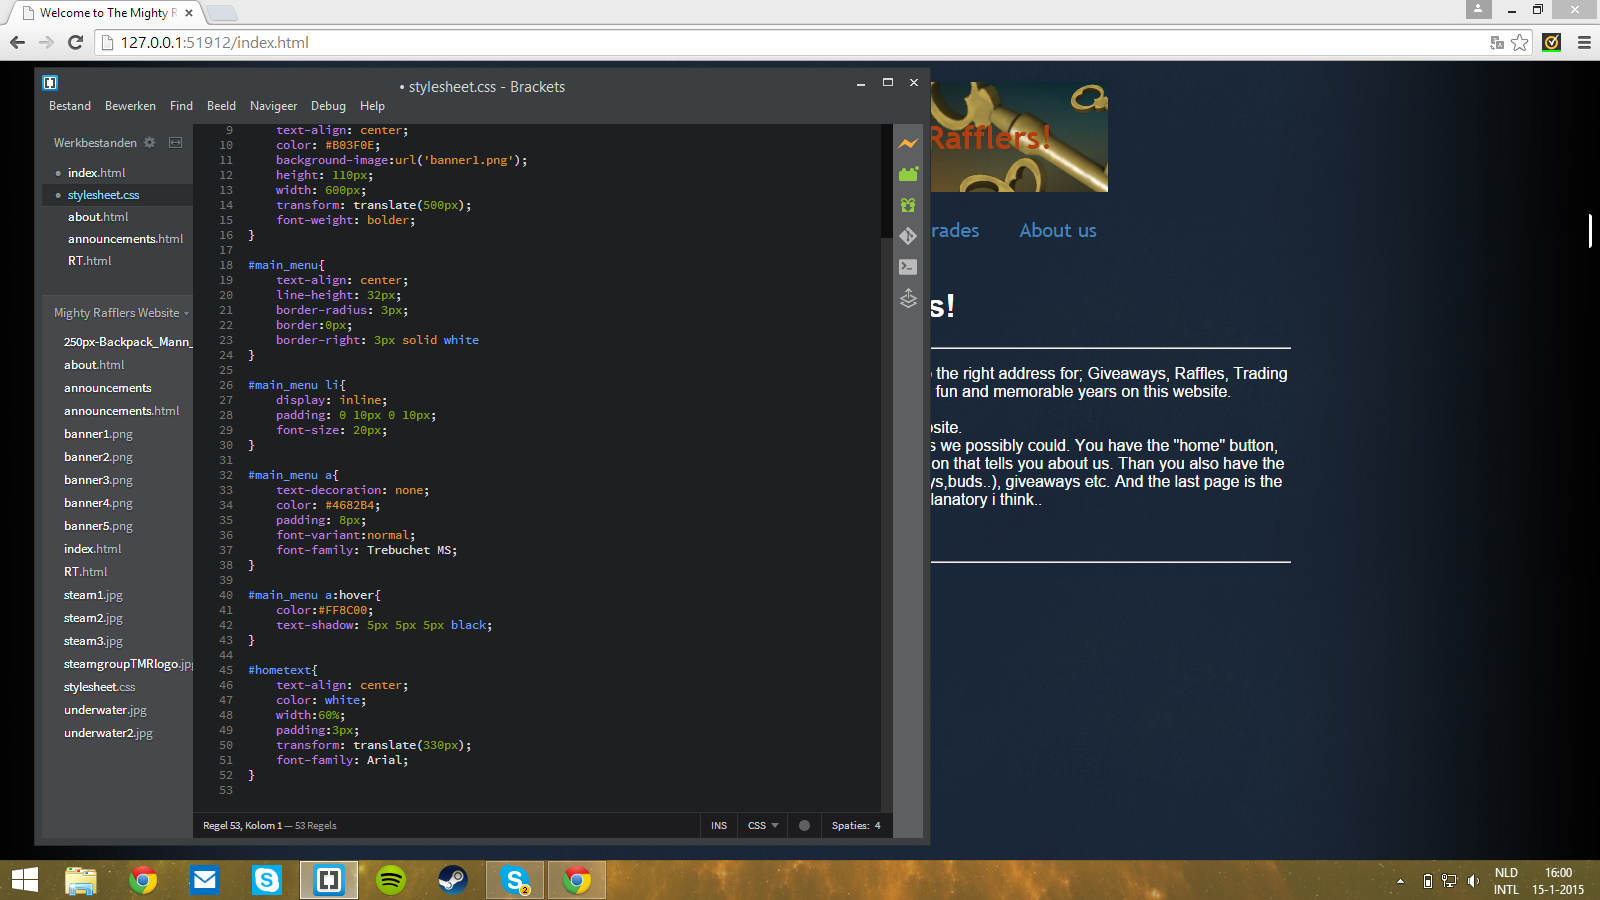 Welcome to The Mighty R
127.0.0.1:51912/index.html
• stylesheet.css - Brackets
Bestand Bewerken Find Beeld Navigeer Debug Help
Werkbestanden
index.html
stylesheet.css
about.html
announcements.html
RT.html
Mighty Rafflers Website
250px-Backpack_Mann_
about.html
announcements
announcements.html
banner1.png
banner2.png
banner3.png
banner4.png
banner5.png
index.html
RT.html
steam1.jpg
steam2.jpg
steam3.jpg
steamgroupTMRlogo.jp
stylesheet.css
underwater.jpg
underwater2.jpg
9 text-align: center;
10 color: #B03F0E;
11 background-image:url('banner1.png');
12 height: 110px;
13 width: 600px;
14 transform: translate(500px);
15 font-weight: bolder;
16 }
17
18 #main_menu{
19 text-align: center;
20 line-height: 32px;
21 border-radius: 3px;
22 border:0px;
23 border-right: 3px solid white
24 }
25
26 #main_menu li{
27 display: inline;
28 padding: 0 10px 0 10px;
29 font-size: 20px;
30 }
31
32 #main_menu a{
33 text-decoration: none;
34 color: #4682B4;
35 padding: 8px;
36 font-variant:normal;
37 font-family: Trebuchet MS;
38 }
39
40 #main_menu a:hover{
41 color:#FF8C00;
42 text-shadow: 5px 5px 5px black;
43 }
44
45 #hometext{
46 text-align: center;
47 color: white;
48 width:60%;
49 padding:3px;
50 transform: translate(330px);
51 font-family: Arial;
52 }
53
Regel 53, Kolom 1 — 53 Regels
INS CSS Spaties: 4
Rafflers!
rades About us
s!
the right address for; Giveaways, Raffles, Trading
fun and memorable years on this website.
site.
s we possibly could. You have the "home" button,
on that tells you about us. Than you also have the
ys,buds..), giveaways etc. And the last page is the
lanatory i think..
2
NLD
INTL
16:00
15-1-2015